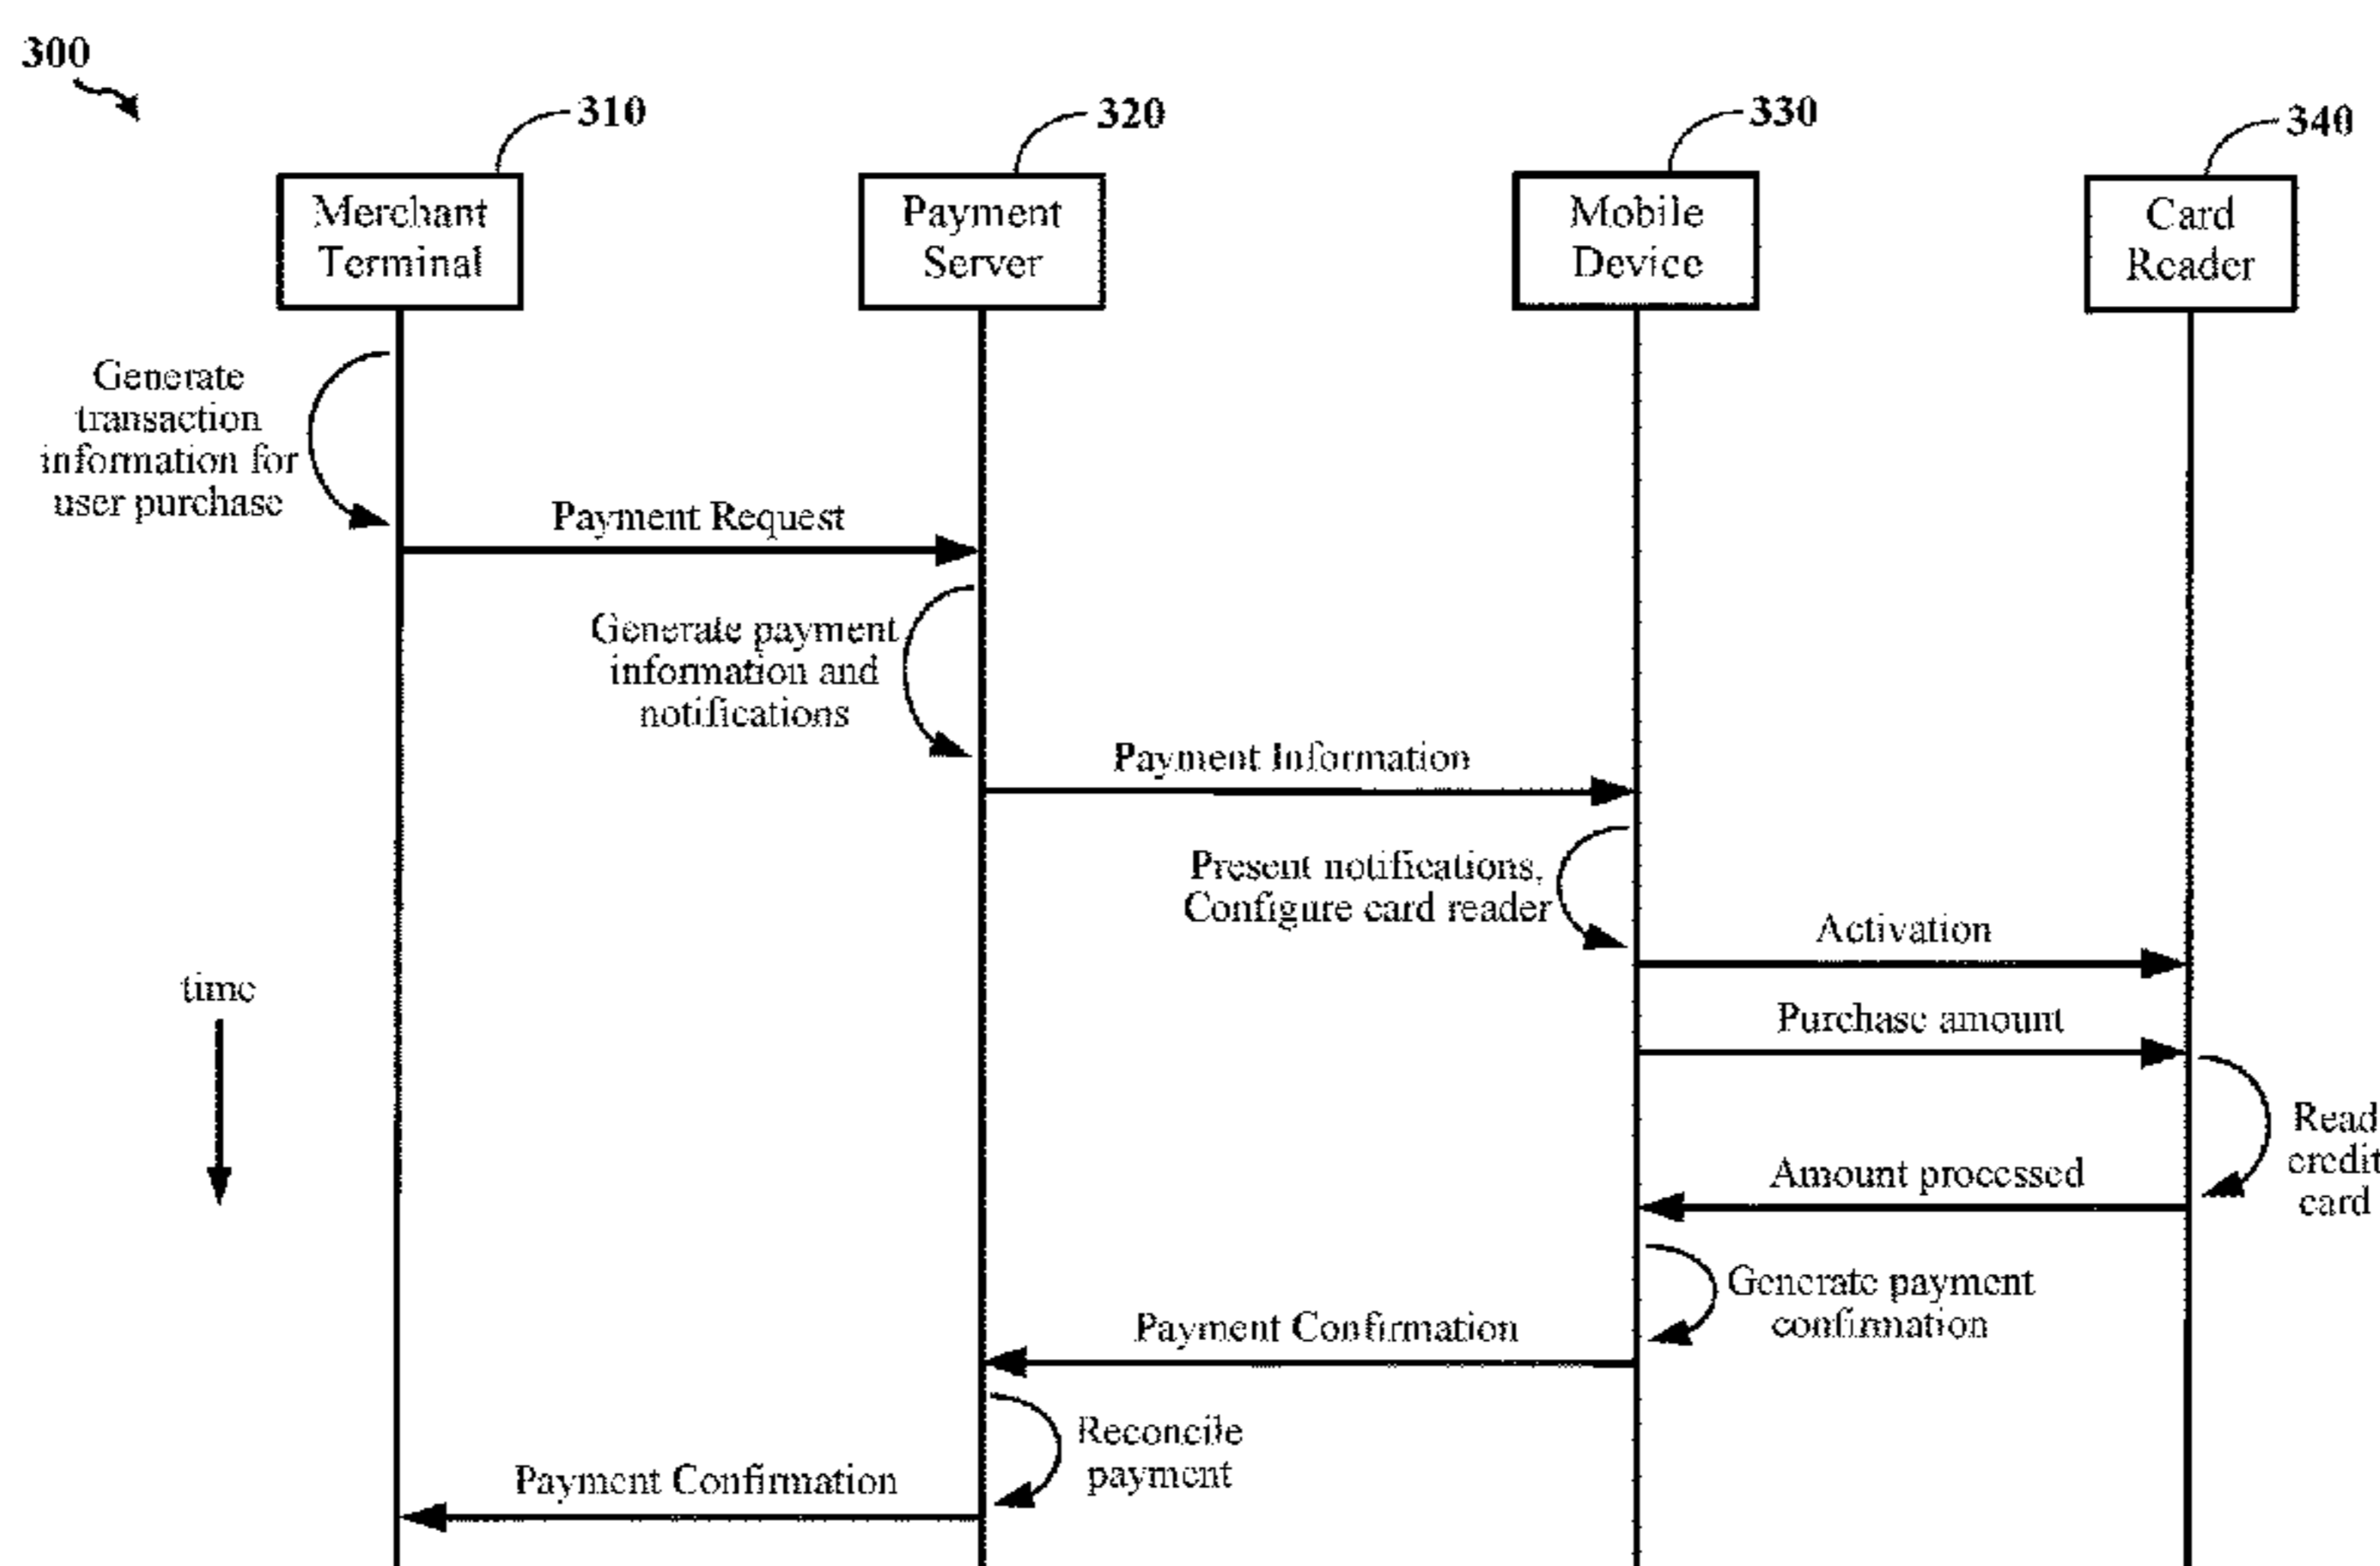 300
310
320
330
340
Merchant
Terminal
Payment
Server
Mobile
Device
Card
Reader
Generate
transaction
information for
user purchase
Payment Request
Generate payment
information and
notifications
Payment Information
Present notifications,
Configure card reader
Activation
time
Purchase amount
Read
credit
card
Amount processed
Generate payment
confirmation
Payment Confirmation
Reconcile
payment
Payment Confirmation